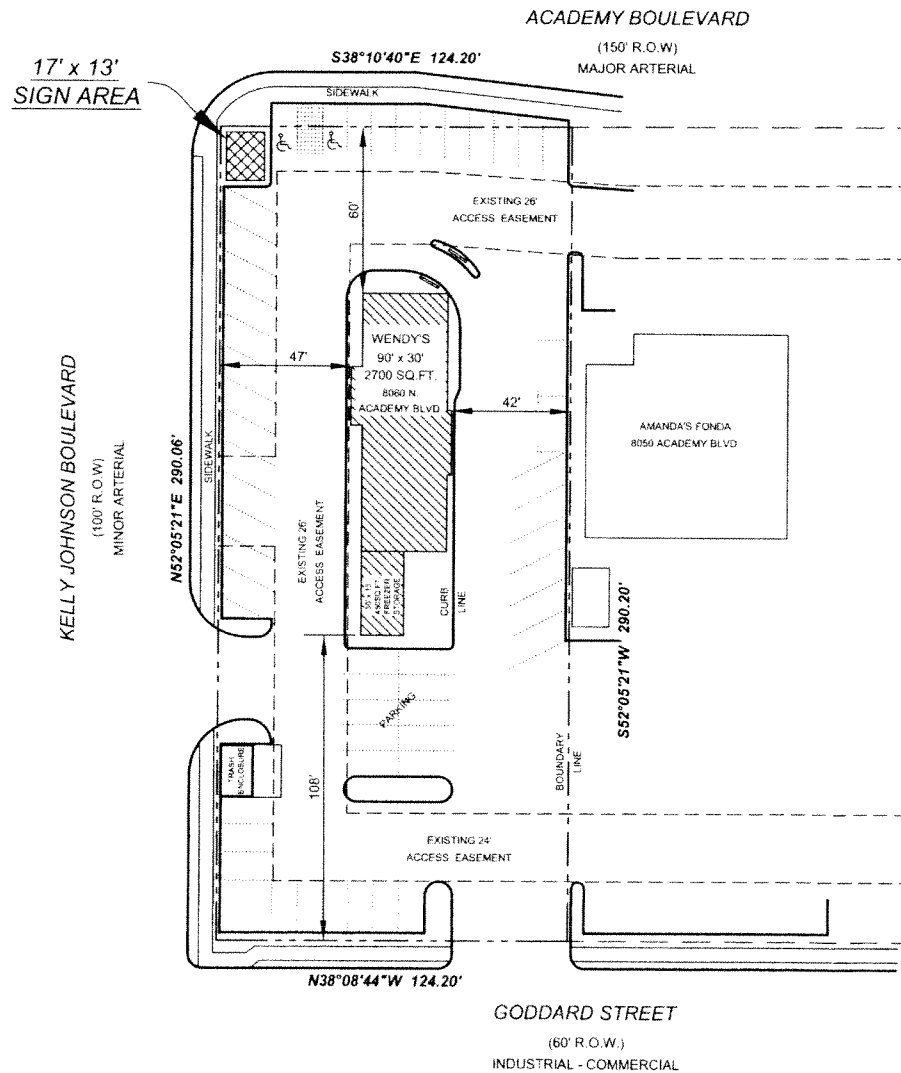 ACADEMY BOULEVARD
(150' R.O.W)
MAJOR ARTERIAL
S38°10'40"E 124.20'
17' x 13'
SIGN AREA
SIDEWALK
EXISTING 26'
ACCESS EASEMENT
60'
WENDY'S
90' x 30'
2700 SQ.FT.
8060 N.
ACADEMY BLVD
47'
42'
AMANDA'S FONDA
8050 ACADEMY BLVD
KELLY JOHNSON BOULEVARD
(100' R.O.W)
MINOR ARTERIAL
N52°05'21"E 290.06'
SIDEWALK
EXISTING 26'
ACCESS EASEMENT
FREEZER
STORAGE
CURB
LINE
S52°05'21"W 290.20'
PARKING
TRASH
ENCLOSURE
108'
BOUNDARY
LINE
EXISTING 24'
ACCESS EASEMENT
N38°08'44"W 124.20'
GODDARD STREET
(60' R.O.W.)
INDUSTRIAL - COMMERCIAL